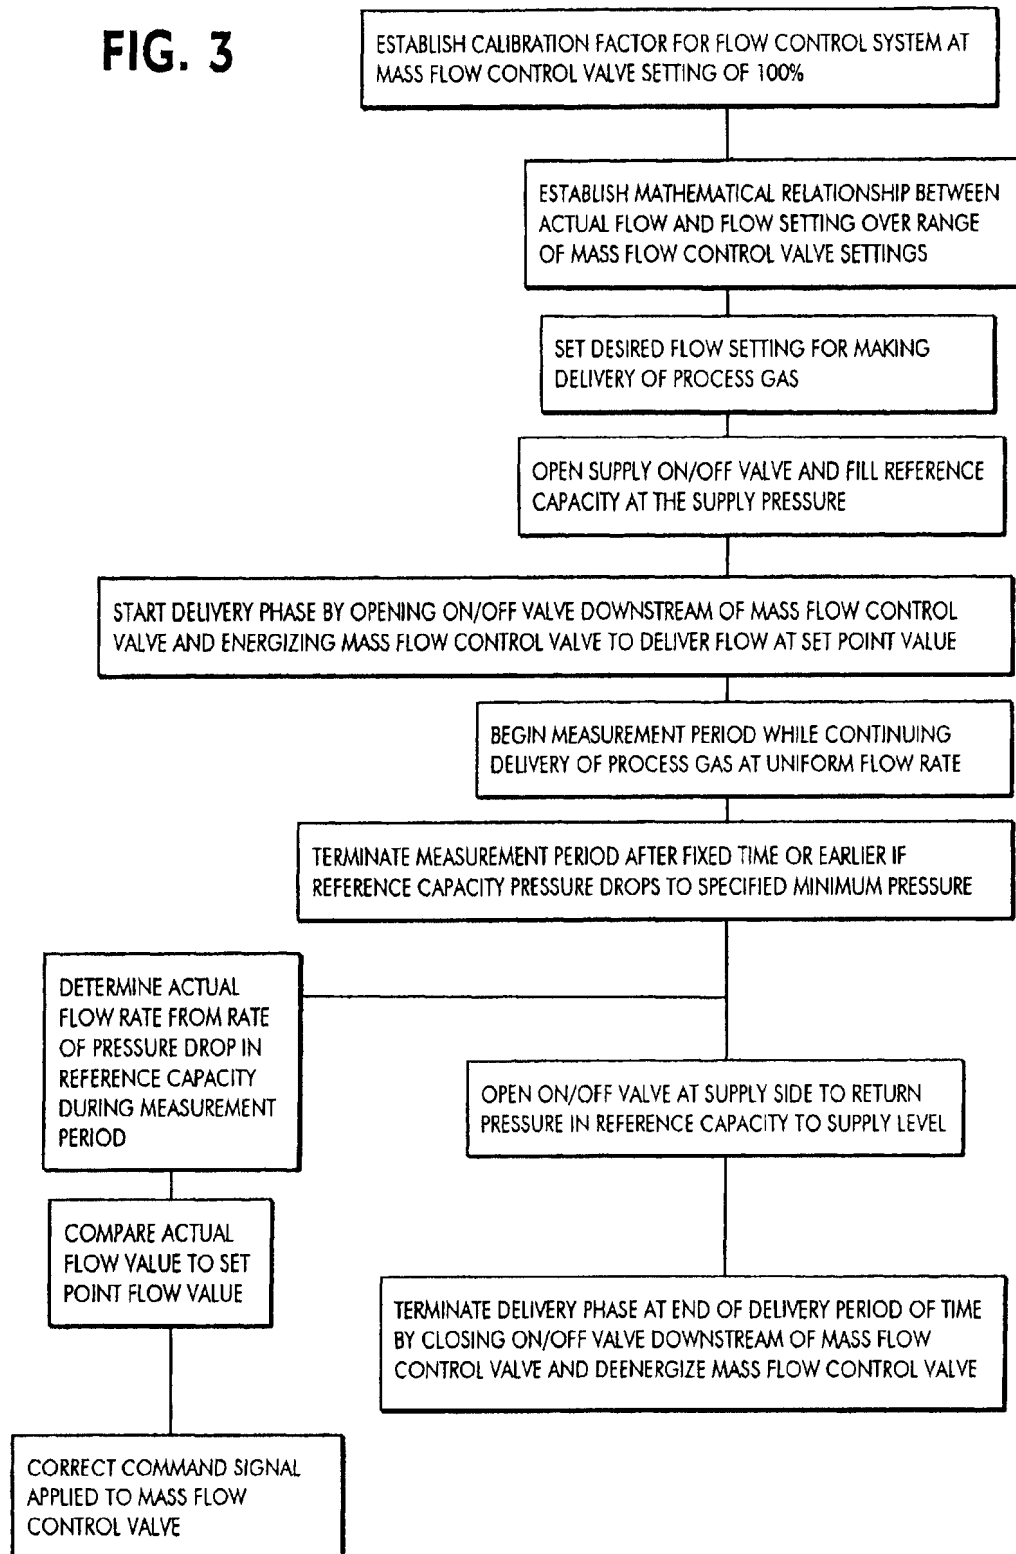 FIG. 3
ESTABLISH CALIBRATION FACTOR FOR FLOW CONTROL SYSTEM AT
MASS FLOW CONTROL VALVE SETTING OF 100%
ESTABLISH MATHEMATICAL RELATIONSHIP BETWEEN
ACTUAL FLOW AND FLOW SETTING OVER RANGE
OF MASS FLOW CONTROL VALVE SETTINGS
SET DESIRED FLOW SETTING FOR MAKING
DELIVERY OF PROCESS GAS
OPEN SUPPLY ON/OFF VALVE AND FILL REFERENCE
CAPACITY AT THE SUPPLY PRESSURE
START DELIVERY PHASE BY OPENING ON/OFF VALVE DOWNSTREAM OF MASS FLOW CONTROL
VALVE AND ENERGIZING MASS FLOW CONTROL VALVE TO DELIVER FLOW AT SET POINT VALUE
BEGIN MEASUREMENT PERIOD WHILE CONTINUING
DELIVERY OF PROCESS GAS AT UNIFORM FLOW RATE
TERMINATE MEASUREMENT PERIOD AFTER FIXED TIME OR EARLIER IF
REFERENCE CAPACITY PRESSURE DROPS TO SPECIFIED MINIMUM PRESSURE
DETERMINE ACTUAL
FLOW RATE FROM RATE
OF PRESSURE DROP IN
REFERENCE CAPACITY
DURING MEASUREMENT
PERIOD
OPEN ON/OFF VALVE AT SUPPLY SIDE TO RETURN
PRESSURE IN REFERENCE CAPACITY TO SUPPLY LEVEL
COMPARE ACTUAL
FLOW VALUE TO SET
POINT FLOW VALUE
TERMINATE DELIVERY PHASE AT END OF DELIVERY PERIOD OF TIME
BY CLOSING ON/OFF VALVE DOWNSTREAM OF MASS FLOW
CONTROL VALVE AND DEENERGIZE MASS FLOW CONTROL VALVE
CORRECT COMMAND SIGNAL
APPLIED TO MASS FLOW
CONTROL VALVE